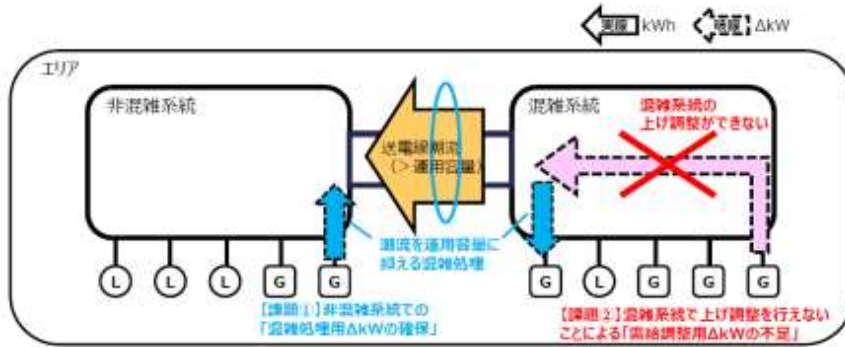 実線 kWh 破線 ΔkW
エリア
非混雑系統
混雑系統
混雑系統の
上げ調整ができない
送電線潮流
(>運用容量)
潮流を運用容量に
抑える混雑処理
L L L G G
G L G G G
【課題①】非混雑系統での
「混雑処理用ΔkWの確保」
【課題②】混雑系統で上げ調整を行えない
ことによる「需給調整用ΔkWの不足」